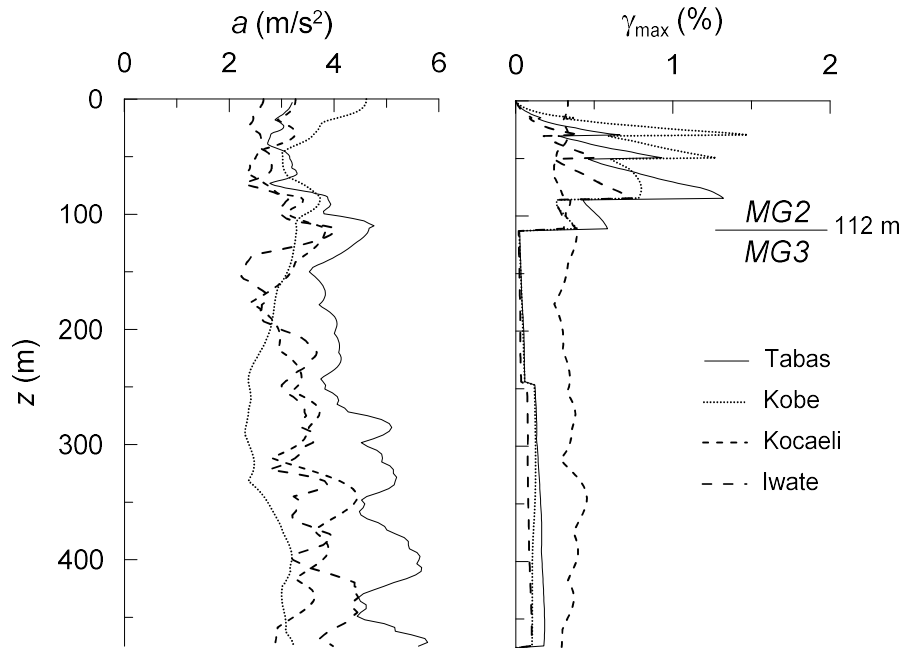 a (m/s²)
0 2 4 6
γmax (%)
0 1 2
z (m)
0
100
200
300
400
MG2
MG3
112 m
Tabas
Kobe
Kocaeli
Iwate